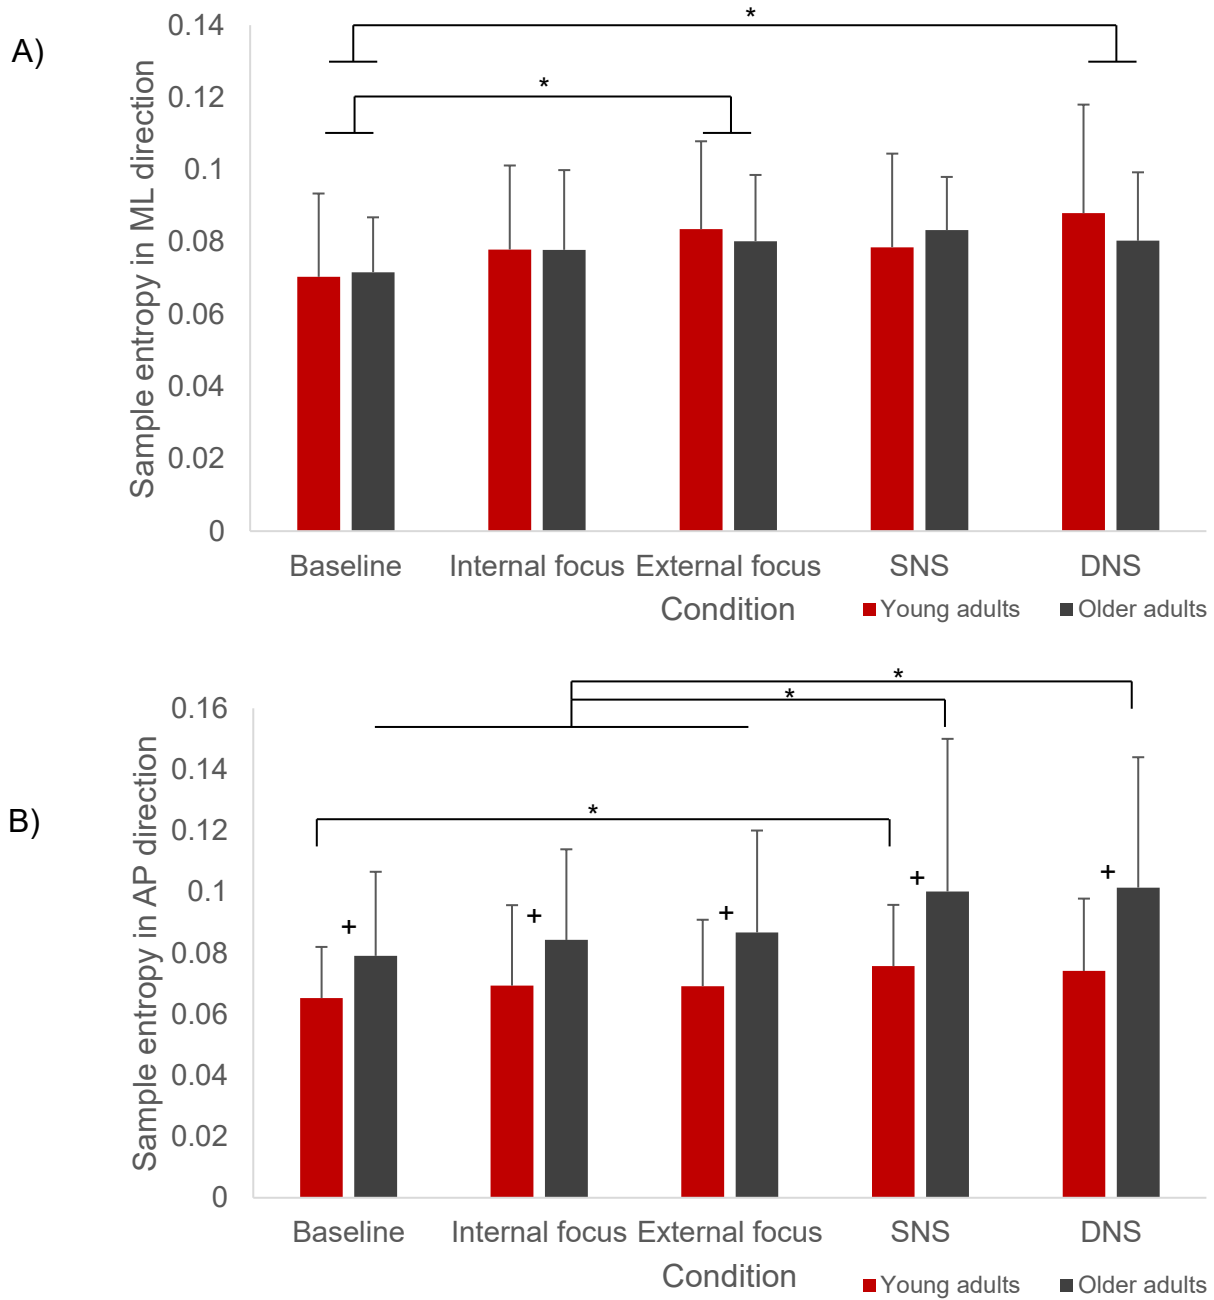 A)
Sample entropy in ML direction
*
*
0.14
0.12
0.1
0.08
0.06
0.04
0.02
0
Baseline Internal focus External focus SNS DNS
Condition
Young adults Older adults
B)
Sample entropy in AP direction
*
*
*
0.16
0.14
0.12
0.1
0.08
0.06
0.04
0.02
0
+ + + + +
Baseline Internal focus External focus SNS DNS
Condition
Young adults Older adults